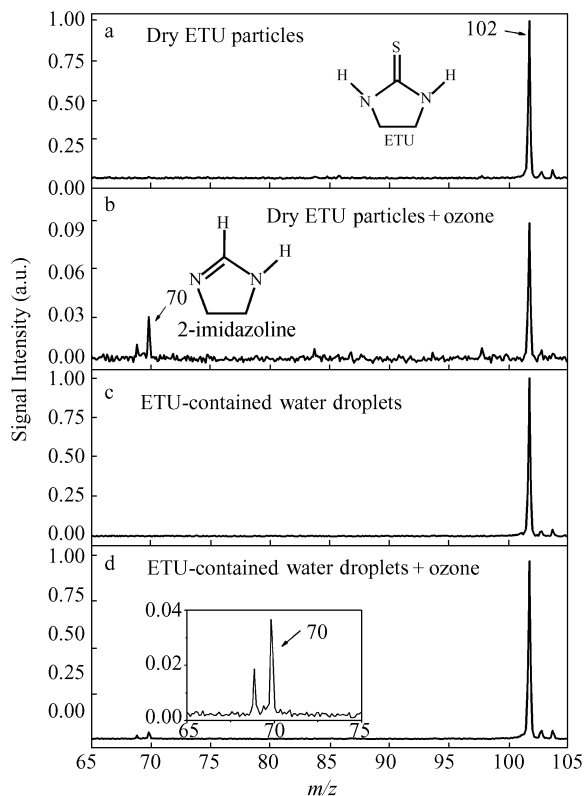 a
Dry ETU particles
102
1.00
0.75
0.50
0.25
0.00
S
H
H
N
N
ETU
b
Dry ETU particles + ozone
0.09
0.06
0.03
0.00
H
H
N
N
70
2-imidazoline
c
ETU-contained water droplets
1.00
0.75
0.50
0.25
0.00
d
ETU-contained water droplets + ozone
1.00
0.75
0.50
0.25
0.00
0.04
0.02
0.00
65
70
75
70
65
70
75
80
85
90
95
100
105
m/z
Signal Intensity (a.u.)